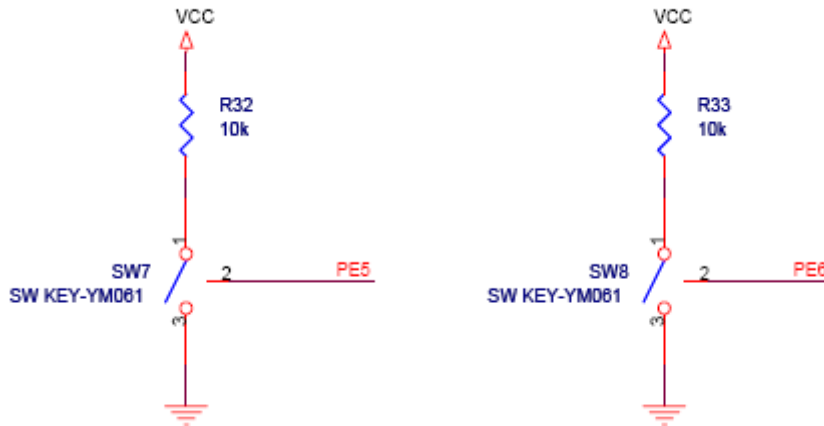 VCC
R32
10k
1
SW7
SW KEY-YM061
2
PE5
3
VCC
R33
10k
1
SW8
SW KEY-YM061
2
PE6
3